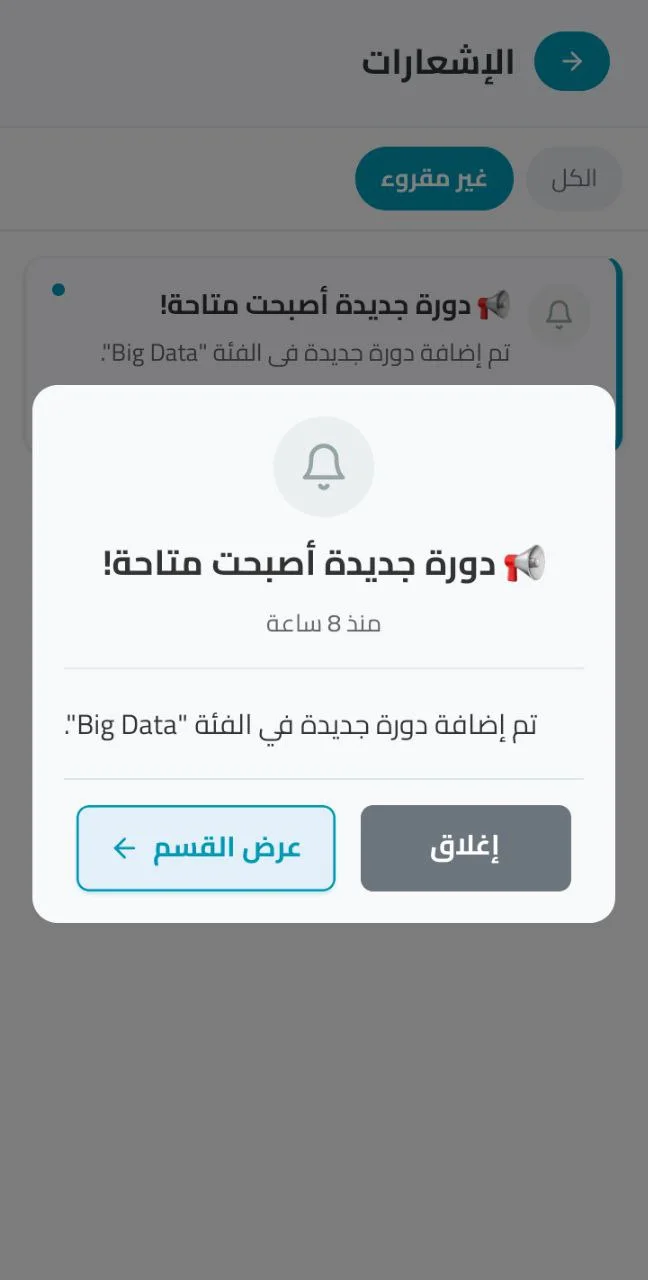 الإشعارات
الكل
غير مقروء
📢 دورة جديدة أصبحت متاحة!
تم إضافة دورة جديدة في الفئة "Big Data".
📢 دورة جديدة أصبحت متاحة!
منذ 8 ساعة
تم إضافة دورة جديدة في الفئة "Big Data".
إغلاق
عرض القسم